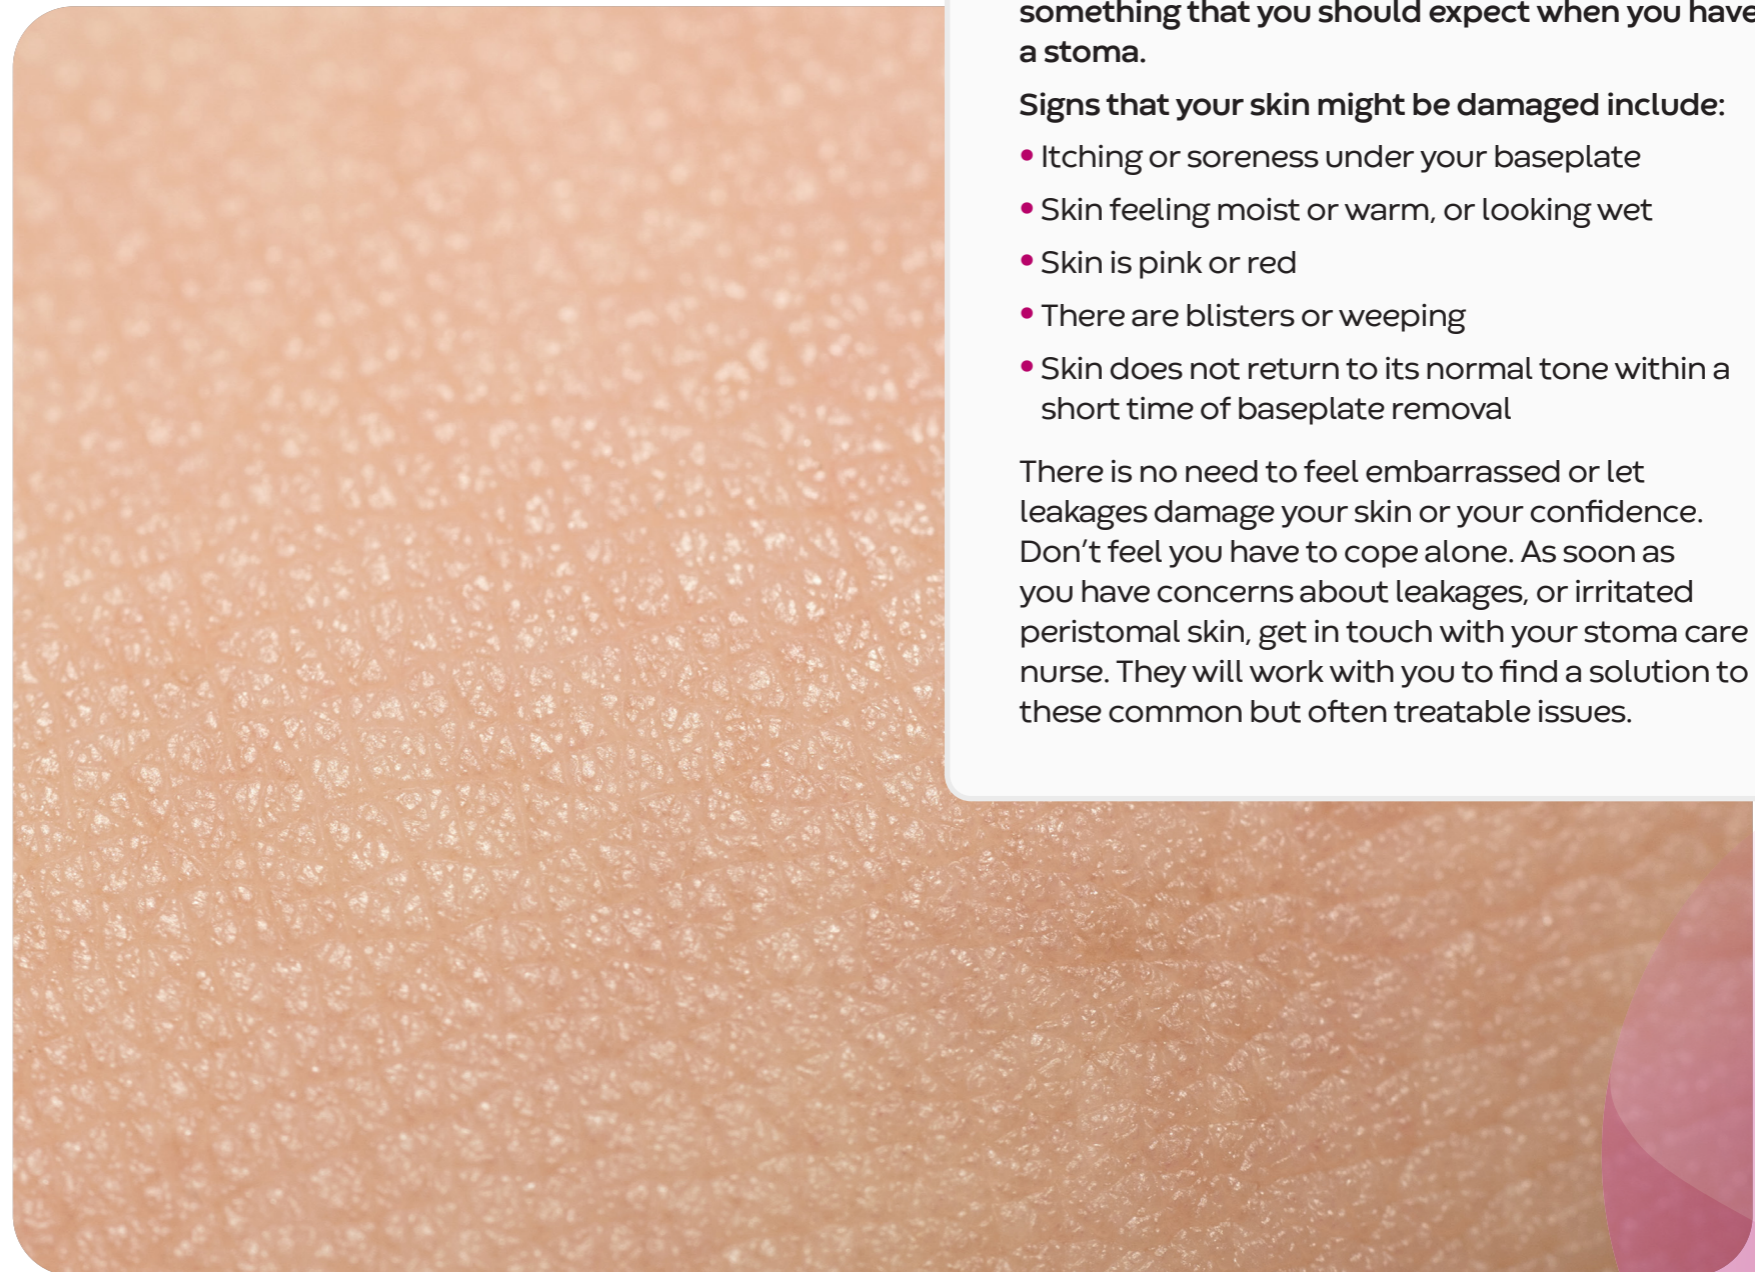 something that you should expect when you have
a stoma.
Signs that your skin might be damaged include:
• Itching or soreness under your baseplate
• Skin feeling moist or warm, or looking wet
• Skin is pink or red
• There are blisters or weeping
• Skin does not return to its normal tone within a
short time of baseplate removal
There is no need to feel embarrassed or let
leakages damage your skin or your confidence.
Don’t feel you have to cope alone. As soon as
you have concerns about leakages, or irritated
peristomal skin, get in touch with your stoma care
nurse. They will work with you to find a solution to
these common but often treatable issues.